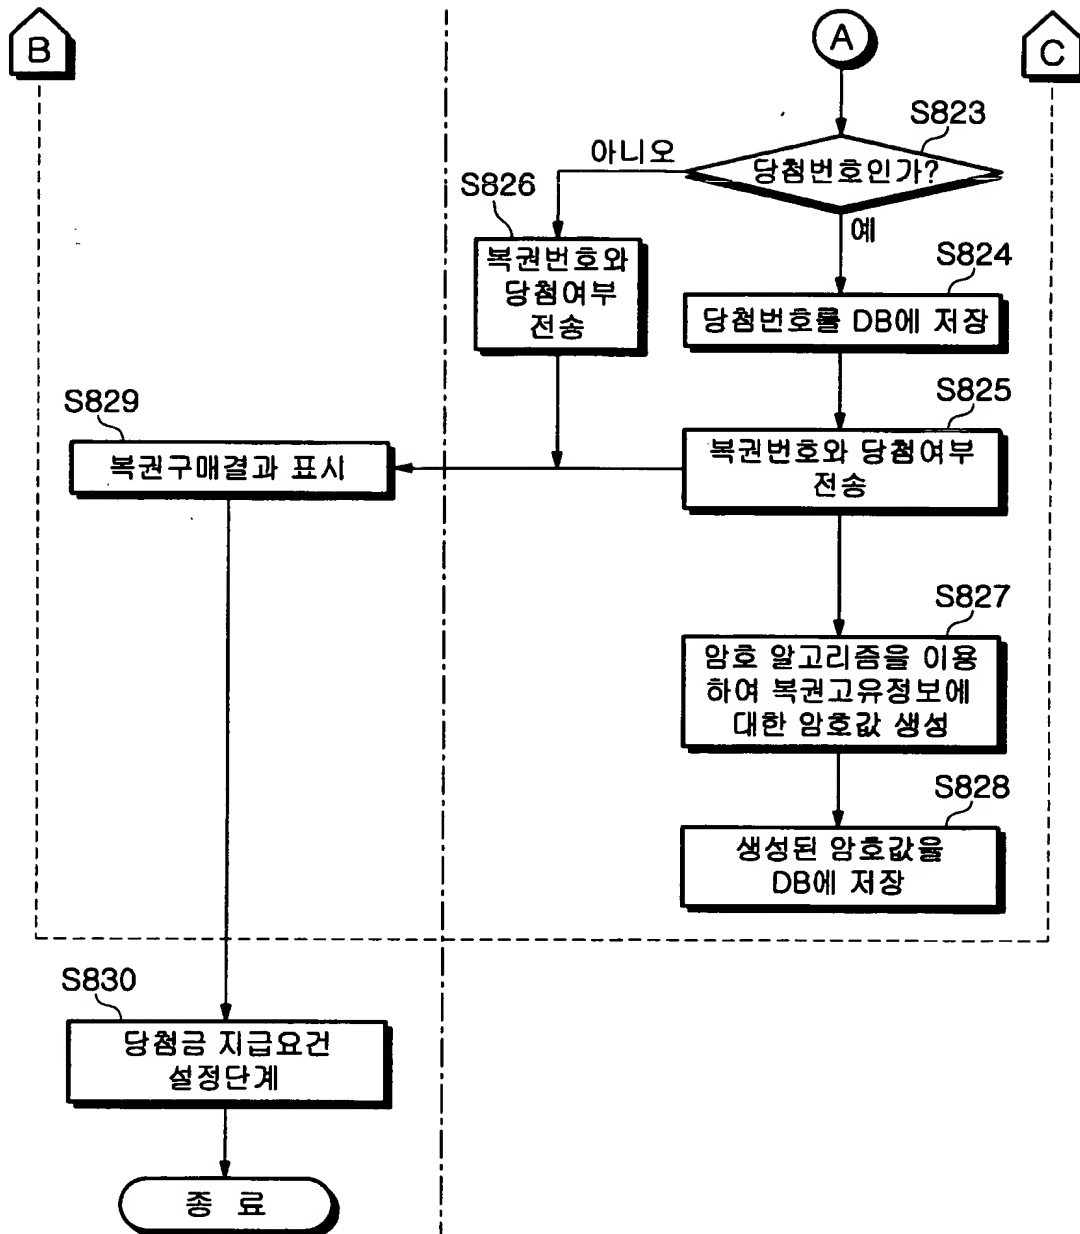 B
A
C
S823
아니오
당첨번호인가?
S826
예
복권번호와
당첨여부
전송
S824
당첨번호를 DB에 저장
S829
S825
복권구매결과 표시
복권번호와 당첨여부
전송
S827
암호 알고리즘을 이용
하여 복권고유정보에
대한 암호값 생성
S828
생성된 암호값을
DB에 저장
S830
당첨금 지급요건
설정단계
종 료